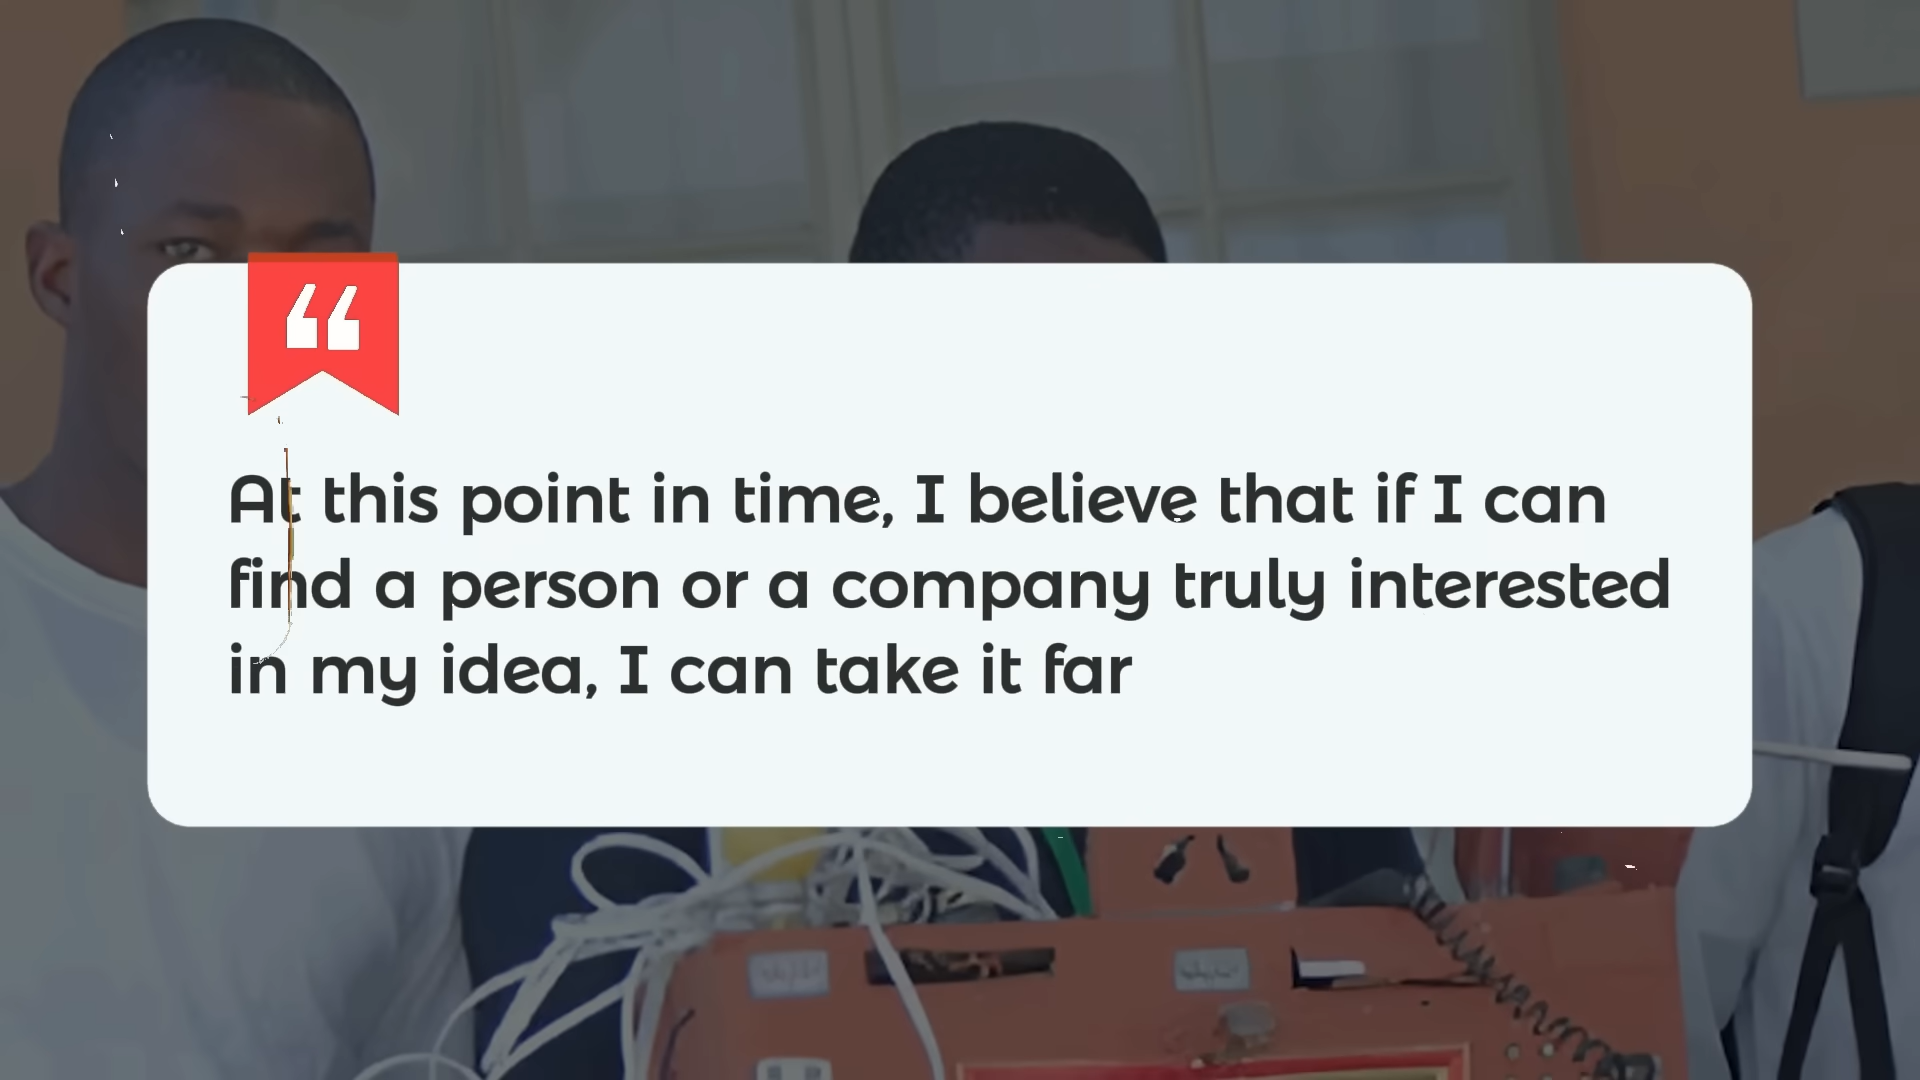 “
At this point in time, I believe that if I can
find a person or a company truly interested
in my idea, I can take it far